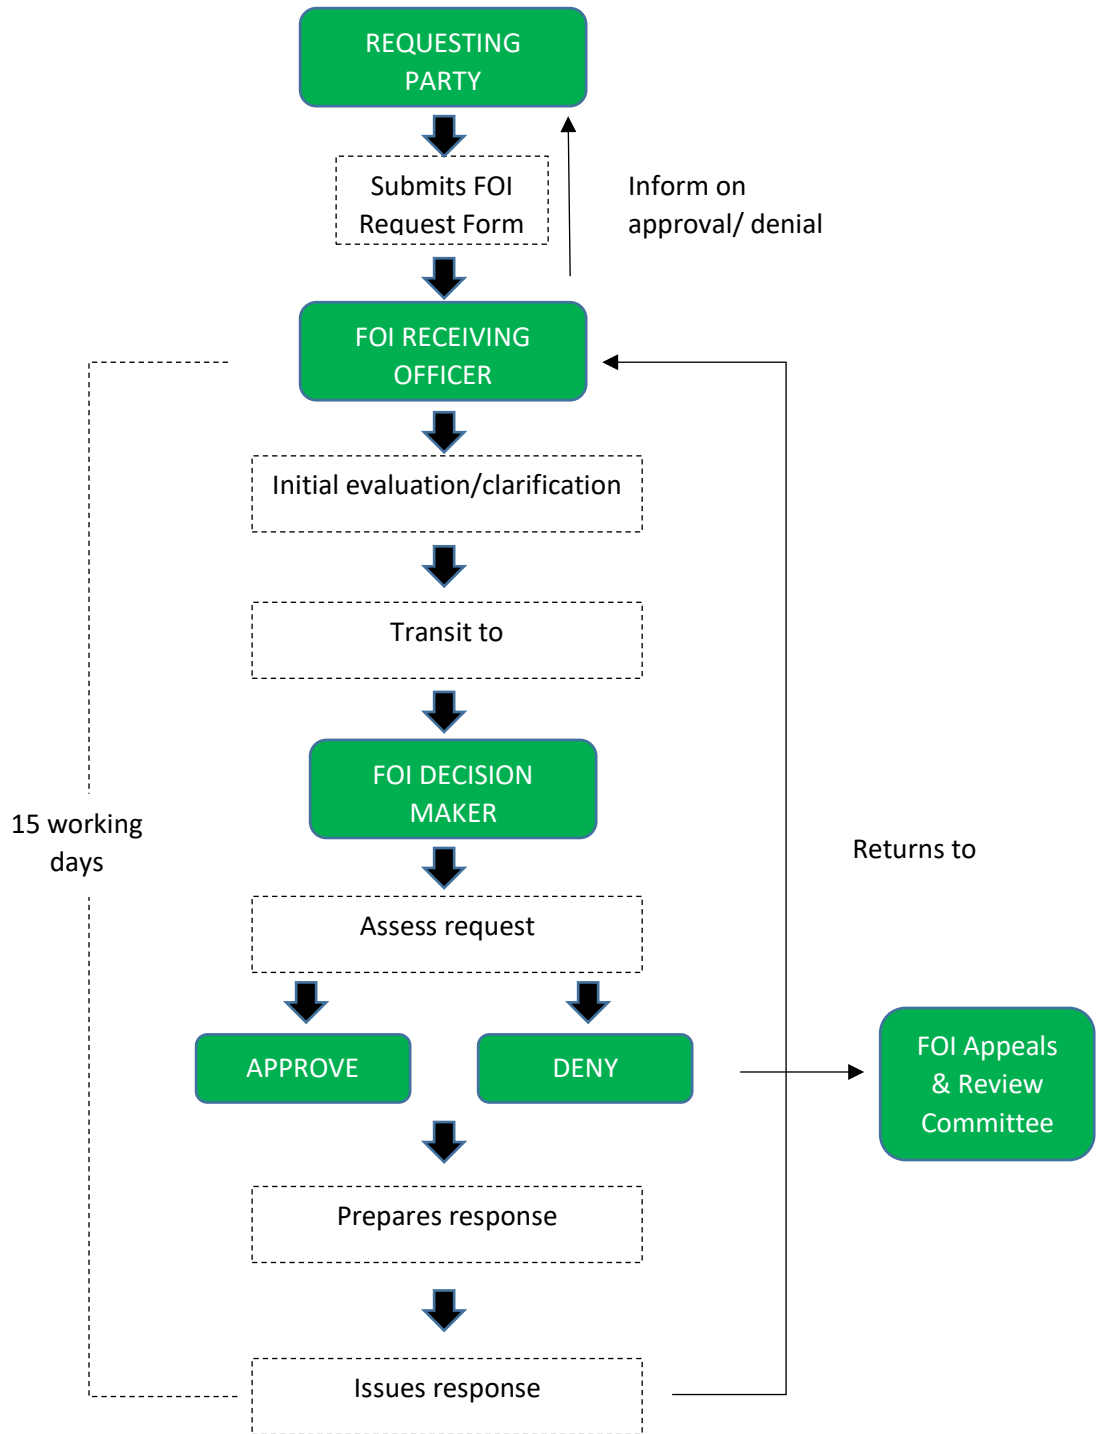 REQUESTING
PARTY
Submits FOI
Request Form
Inform on
approval/ denial
FOI RECEIVING
OFFICER
Initial evaluation/clarification
Transit to
FOI DECISION
MAKER
15 working
days
Returns to
Assess request
APPROVE
DENY
FOI Appeals
& Review
Committee
Prepares response
Issues response